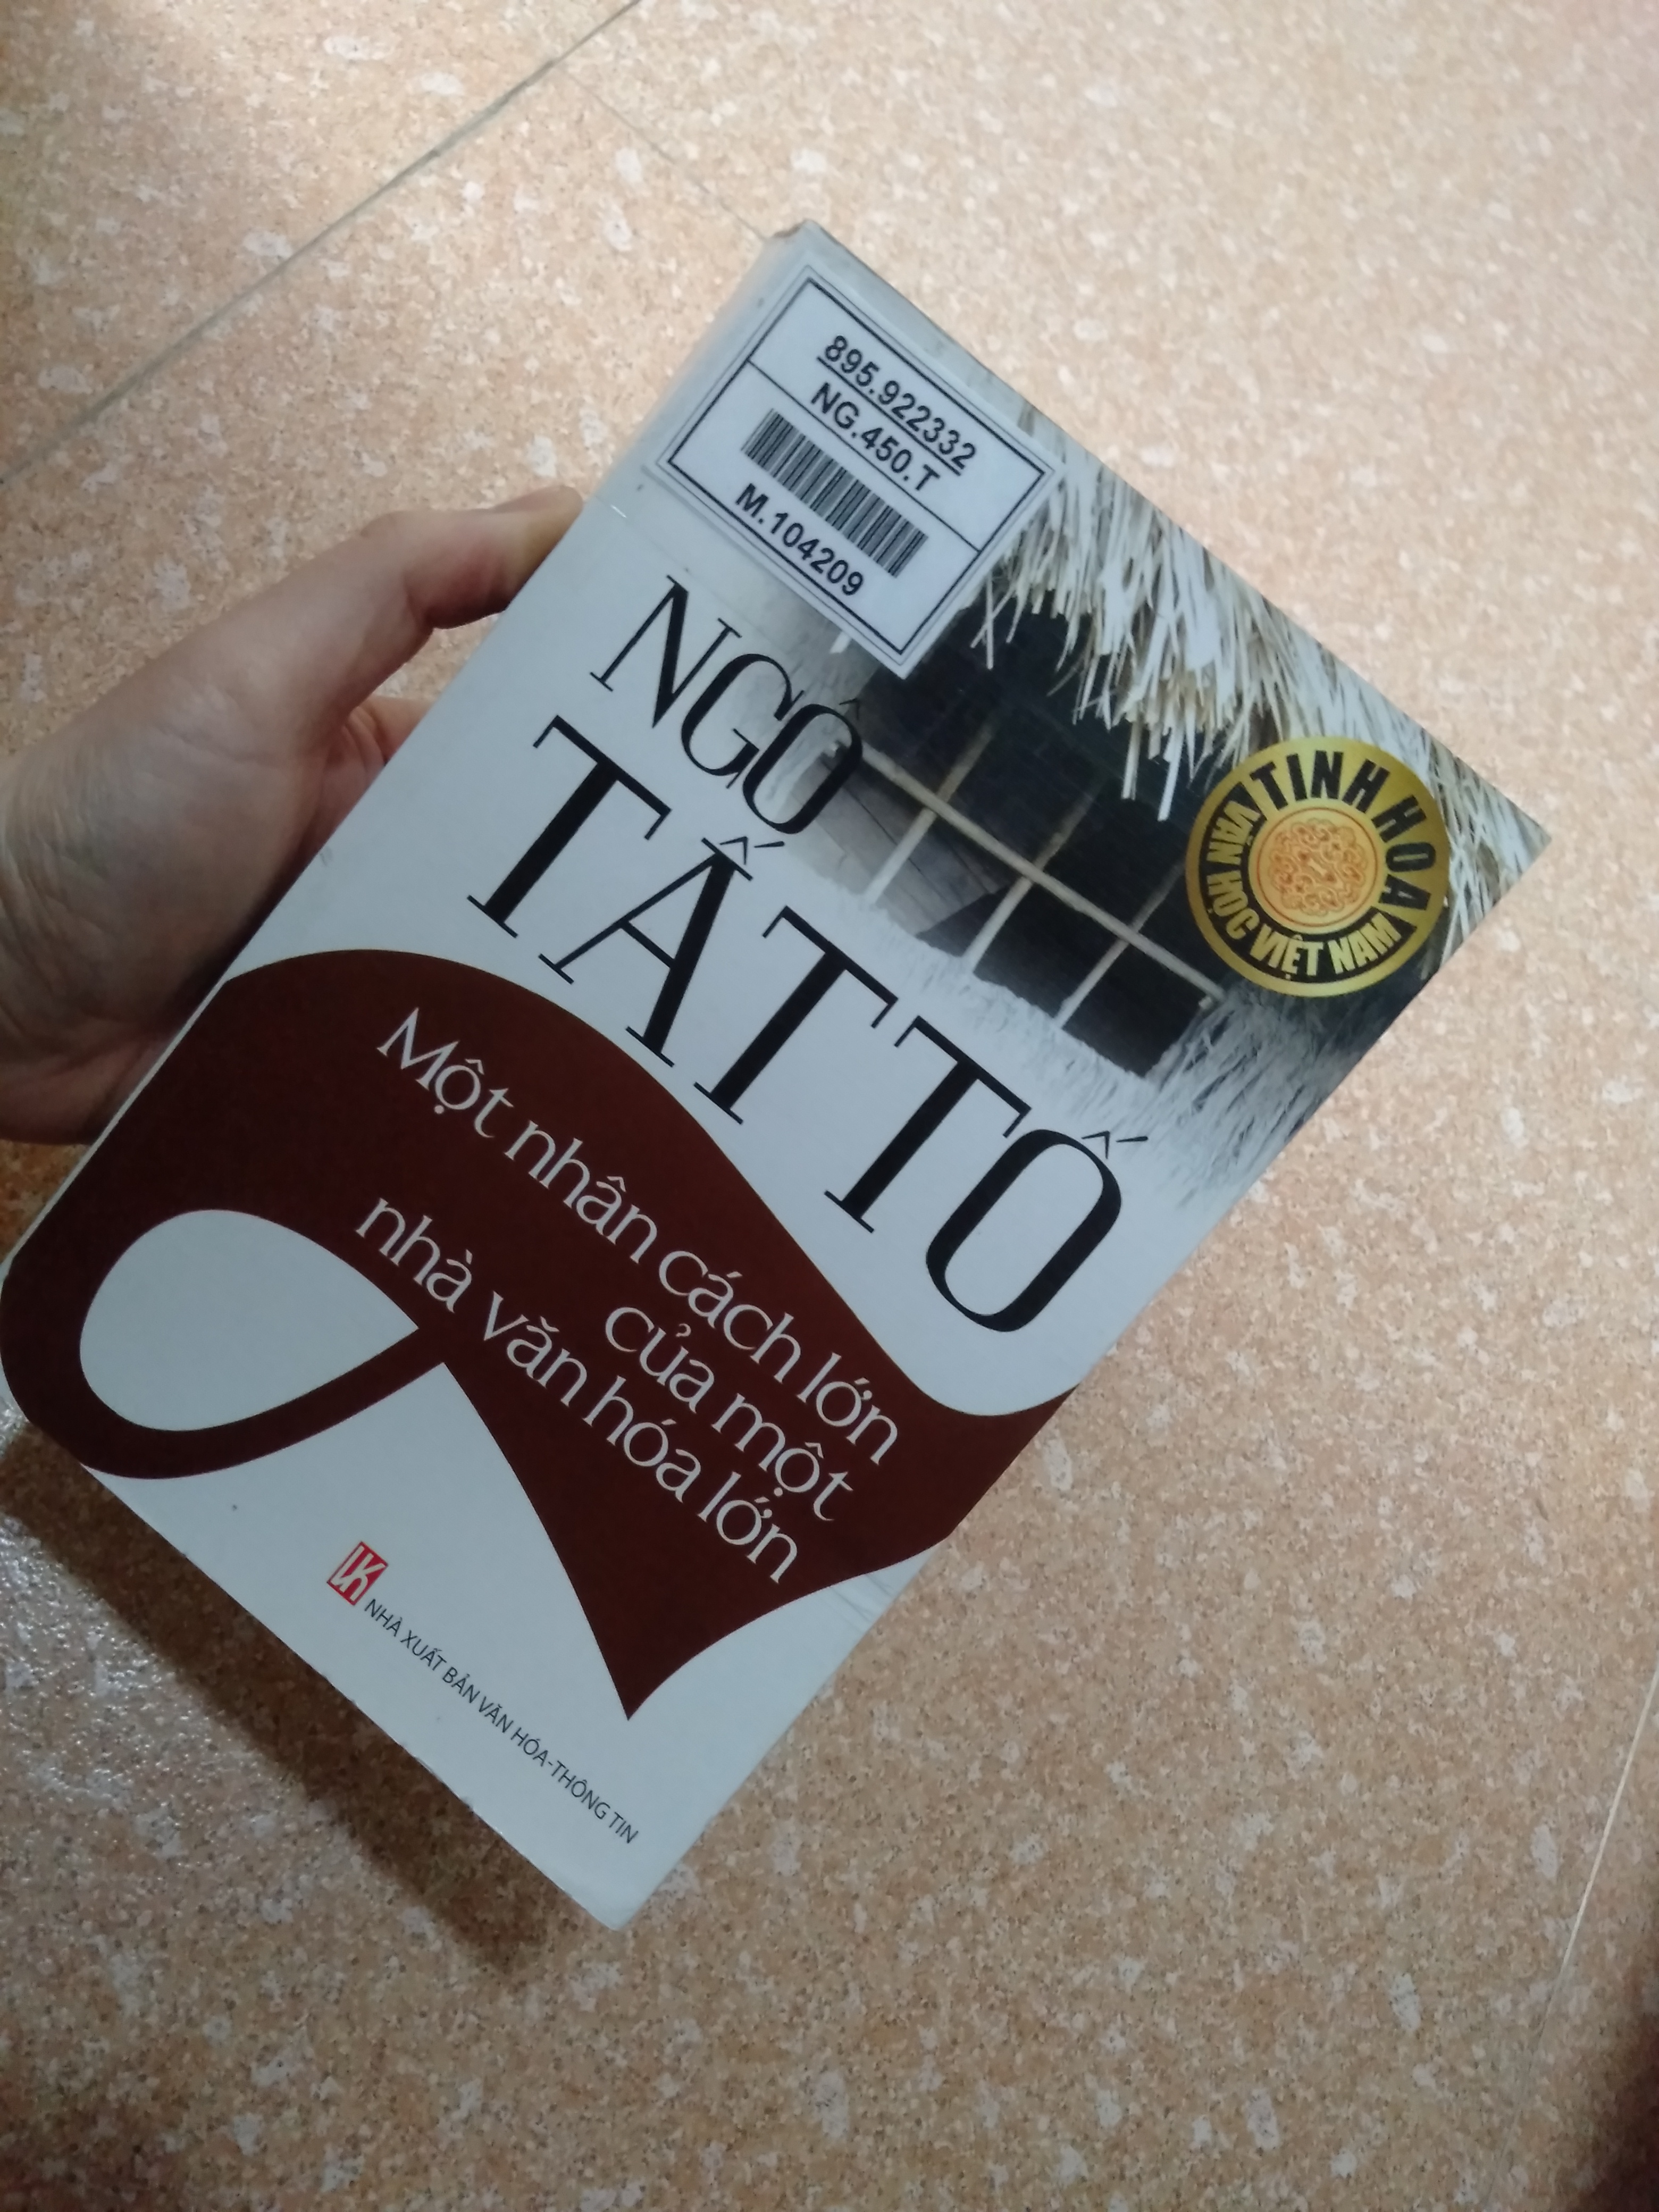 895.922332
NG.450.T
M.104209
NGÔ
TẤT TỐ
TINH HOA
VĂN HỌC VIỆT NAM
Một nhân cách lớn
của một
nhà văn hóa lớn
VK
NHÀ XUẤT BẢN VĂN HÓA-THÔNG TIN